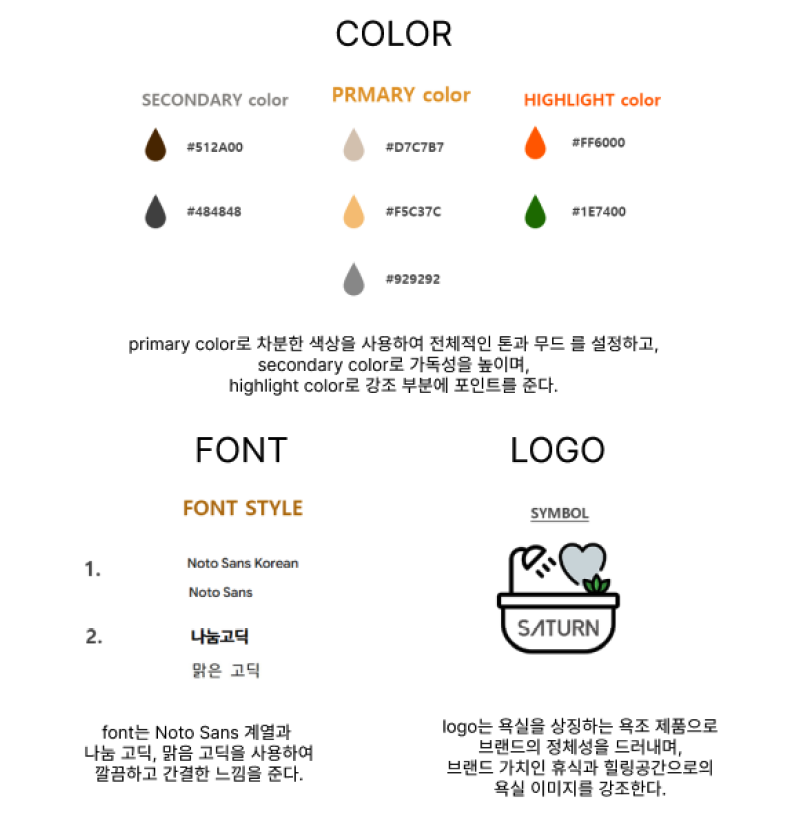 COLOR
SECONDARY color
PRMARY color
HIGHLIGHT color
#512A00
#D7C7B7
#FF6000
#484848
#F5C37C
#1E7400
#929292
primary color로 차분한 색상을 사용하여 전체적인 톤과 무드 를 설정하고,
secondary color로 가독성을 높이며,
highlight color로 강조 부분에 포인트를 준다.
FONT
FONT STYLE
1.
Noto Sans Korean
Noto Sans
2.
나눔고딕
맑은 고딕
font는 Noto Sans 계열과
나눔 고딕, 맑음 고딕을 사용하여
깔끔하고 간결한 느낌을 준다.
LOGO
SYMBOL
SATURN
logo는 욕실을 상징하는 욕조 제품으로
브랜드의 정체성을 드러내며,
브랜드 가치인 휴식과 힐링공간으로의
욕실 이미지를 강조한다.